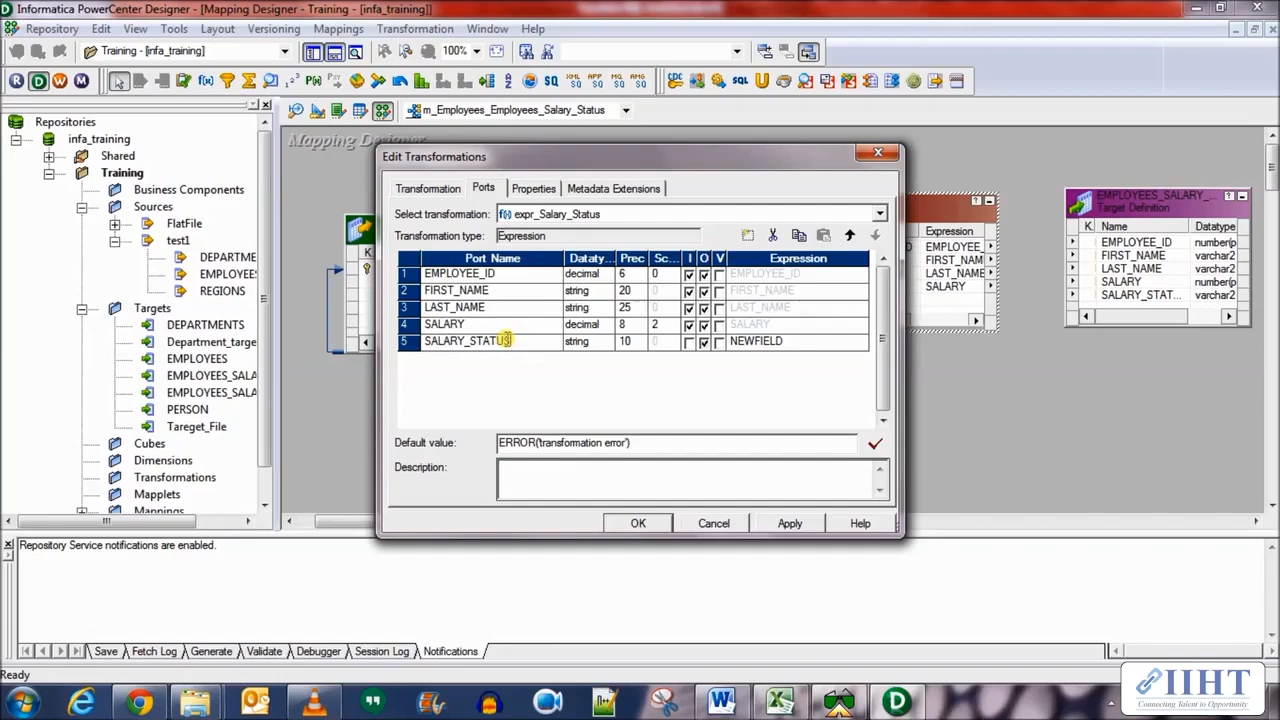 Informatica PowerCenter Designer - [Mapping Designer - Training - [infa_training]]
Repository Edit View Tools Layout Versioning Mappings Transformation Window Help
Training - [infa_training] 100%
m_Employees_Employees_Salary_Status
Repositories
infa_training
Shared
Training
Business Components
Sources
FlatFile
test1
DEPARTME
EMPLOYEE
REGIONS
Targets
DEPARTMENTS
Department_targe
EMPLOYEES
EMPLOYEES_SALA
EMPLOYEES_SALA
PERSON
Tareget_File
Cubes
Dimensions
Transformations
Mapplets
Mappings
Mapping Designer
Edit Transformations
Transformation Ports Properties Metadata Extensions
Select transformation: f(x) expr_Salary_Status
Transformation type: Expression
Port Name Dataty... Prec Sc... I O V Expression
1 EMPLOYEE_ID decimal 6 0 EMPLOYEE_ID
2 FIRST_NAME string 20 0 FIRST_NAME
3 LAST_NAME string 25 0 LAST_NAME
4 SALARY decimal 8 2 SALARY
5 SALARY_STATUS string 10 0 NEWFIELD
Default value: ERROR('transformation error')
Description:
OK Cancel Apply Help
Expression
EMPLOYEE_
FIRST_NAM
LAST_NAME
SALARY
EMPLOYEES_SALARY_...
Target Definition
K. Name Datatype
EMPLOYEE_ID number(p
FIRST_NAME varchar2
LAST_NAME varchar2
SALARY number(p
SALARY_STAT... varchar2
Repository Service notifications are enabled.
Save Fetch Log Generate Validate Debugger Session Log Notifications
Ready
IIHT
Connecting Talent to Opportunity